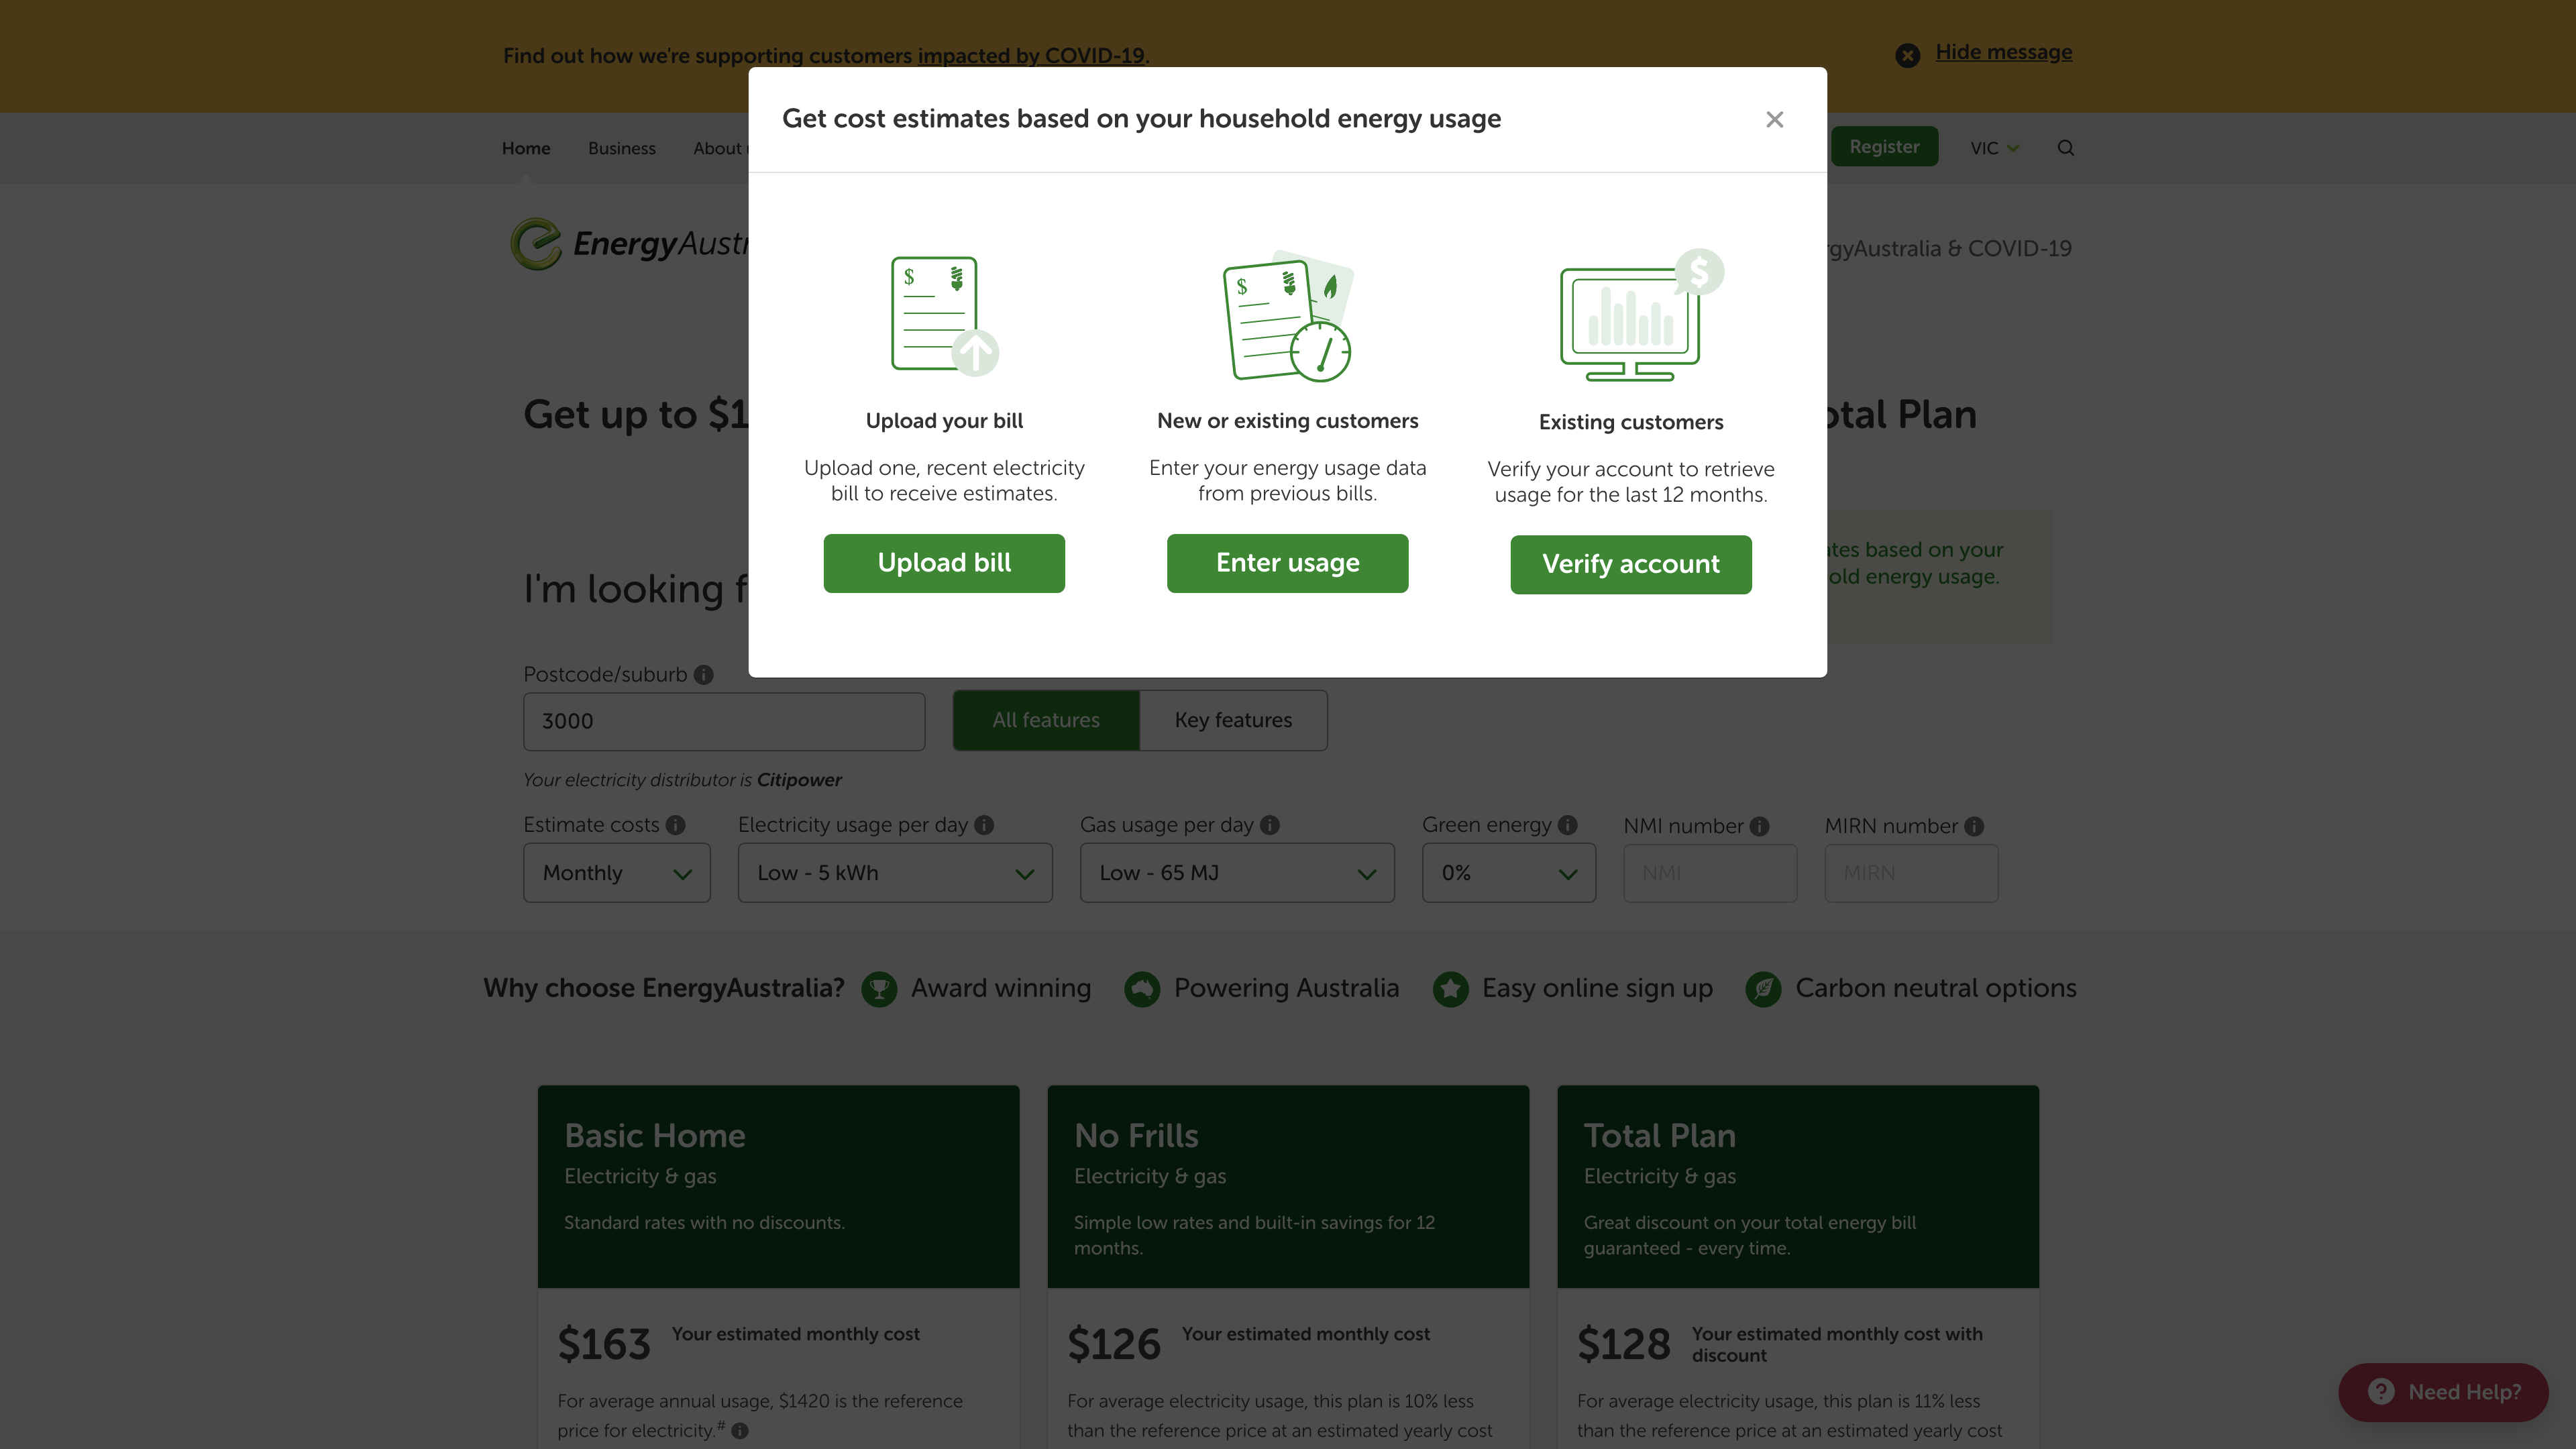 Find out how we're supporting customers impacted by COVID-19.
Hide message
Get cost estimates based on your household energy usage
Home
Business
About
Register
VIC
EnergyAustr
rgyAustralia & COVID-19
$
$
$
Get up to $1
otal Plan
Upload your bill
Upload one, recent electricity
bill to receive estimates.
Upload bill
New or existing customers
Enter your energy usage data
from previous bills.
Enter usage
Existing customers
Verify your account to retrieve
usage for the last 12 months.
Verify account
I'm looking f
ates based on your
old energy usage.
Postcode/suburb
3000
All features
Key features
Your electricity distributor is Citipower
Estimate costs
Monthly
Electricity usage per day
Low - 5 kWh
Gas usage per day
Low - 65 MJ
Green energy
0%
NMI number
NMI
MIRN number
MIRN
Why choose EnergyAustralia?
Award winning
Powering Australia
Easy online sign up
Carbon neutral options
Basic Home
Electricity & gas
Standard rates with no discounts.
$163
Your estimated monthly cost
For average annual usage, $1420 is the reference
price for electricity.#
No Frills
Electricity & gas
Simple low rates and built-in savings for 12
months.
$126
Your estimated monthly cost
For average electricity usage, this plan is 10% less
than the reference price at an estimated yearly cost
Total Plan
Electricity & gas
Great discount on your total energy bill
guaranteed - every time.
$128
Your estimated monthly cost with
discount
For average electricity usage, this plan is 11% less
than the reference price at an estimated yearly cost
Need Help?